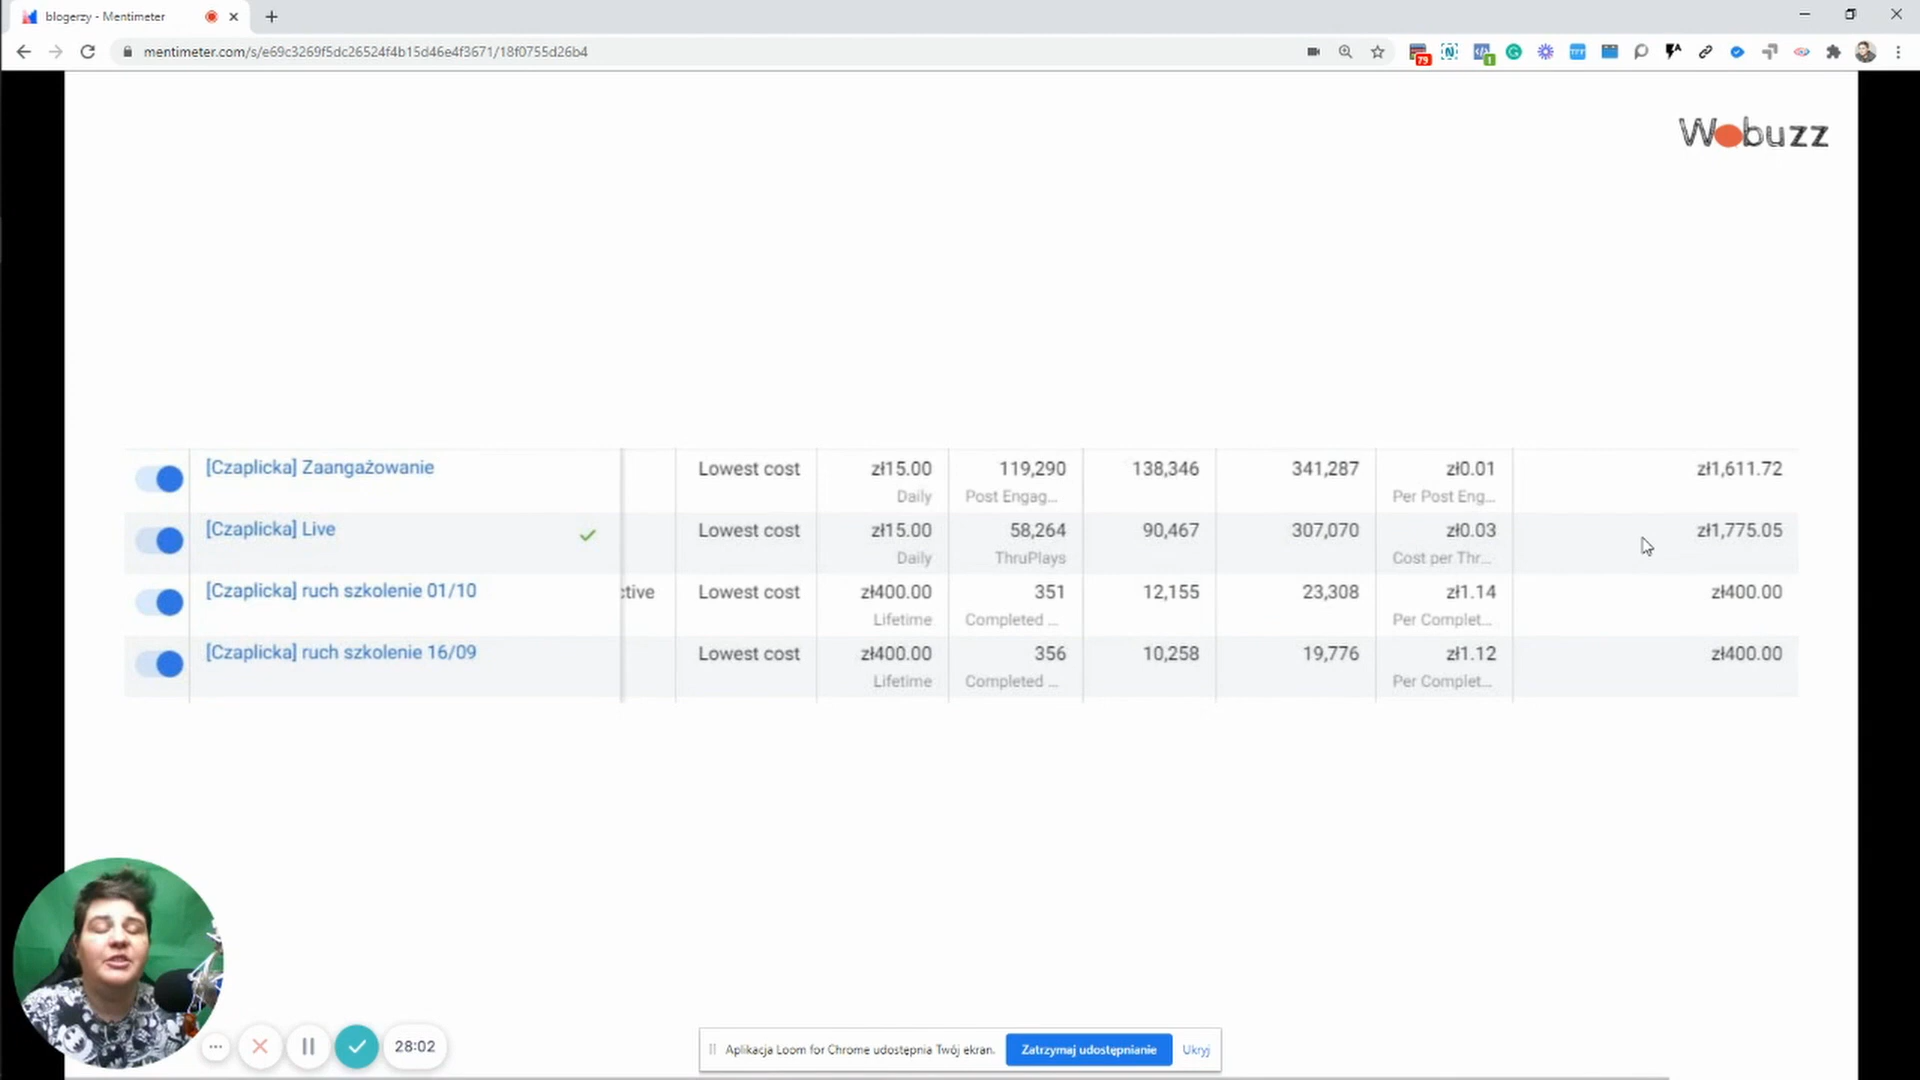 blogerzy - Mentimeter
mentimeter.com/s/e69c3269f5dc26524f4b15d46e4f3671/18f0755d26b4
79
1
Wobuzz
[Czaplicka] Zaangażowanie Lowest cost zł15.00 119,290 138,346 341,287 zł0.01 zł1,611.72
Daily Post Engag... Per Post Eng...
[Czaplicka] Live Lowest cost zł15.00 58,264 90,467 307,070 zł0.03 zł1,775.05
Daily ThruPlays Cost per Thr...
[Czaplicka] ruch szkolenie 01/10 ctive Lowest cost zł400.00 351 12,155 23,308 zł1.14 zł400.00
Lifetime Completed ... Per Complet...
[Czaplicka] ruch szkolenie 16/09 Lowest cost zł400.00 356 10,258 19,776 zł1.12 zł400.00
Lifetime Completed ... Per Complet...
28:02
Aplikacja Loom for Chrome udostępnia Twój ekran. Zatrzymaj udostępnianie Ukryj